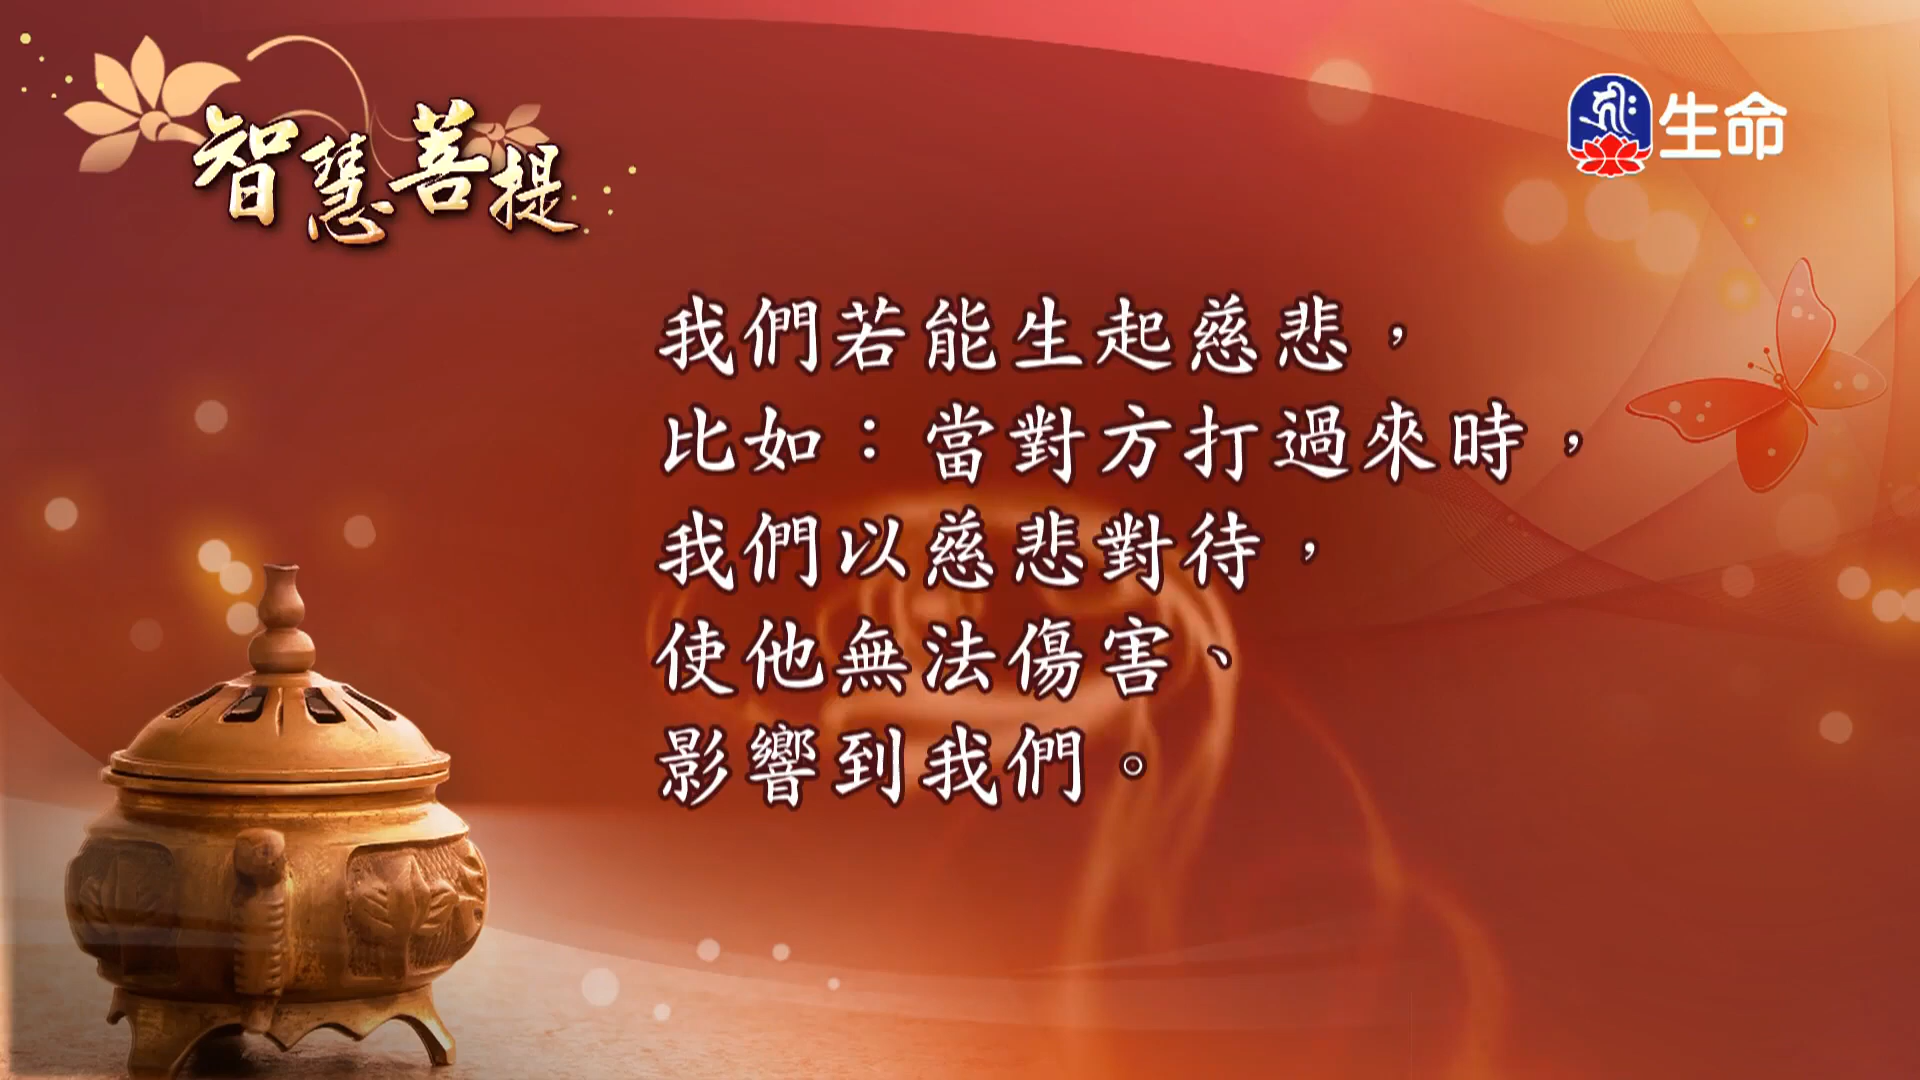 智慧菩提
生命
我們若能生起慈悲，
比如：當對方打過來時，
我們以慈悲對待，
使他無法傷害、
影響到我們。